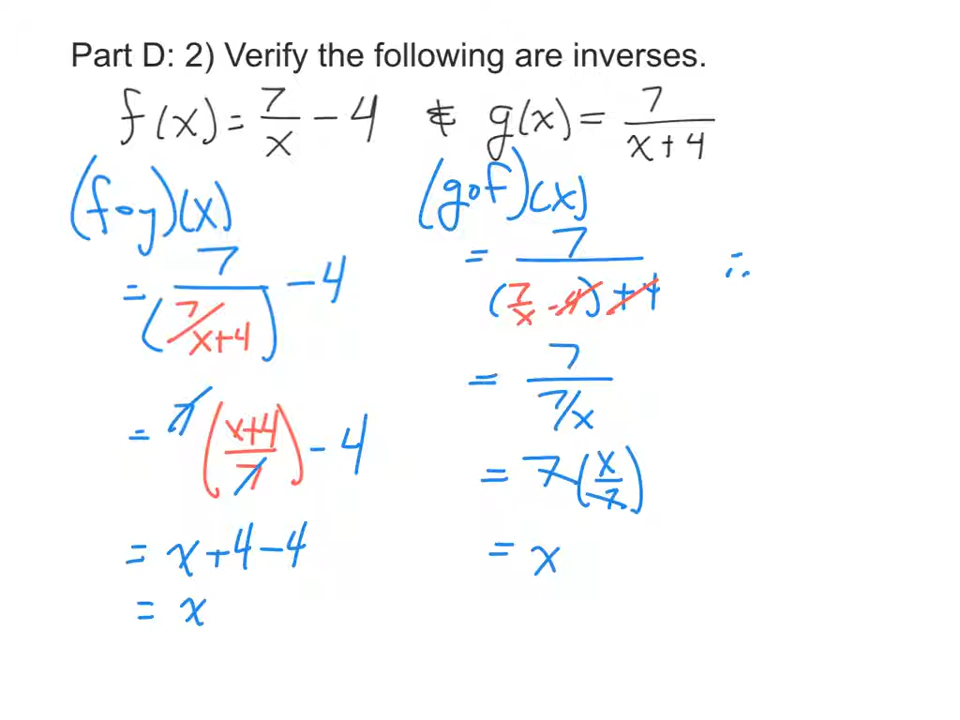 Part D: 2) Verify the following are inverses.
f(x) = 7/x - 4 & g(x) = 7/(x+4)
(f∘g)(x)
= 7/(7/x+4) - 4
= 7((x+4)/7) - 4
= x+4-4
= x
(g∘f)(x)
= 7/((7/x - 4) + 4)
= 7/(7/x)
= 7(x/7)
= x
∴